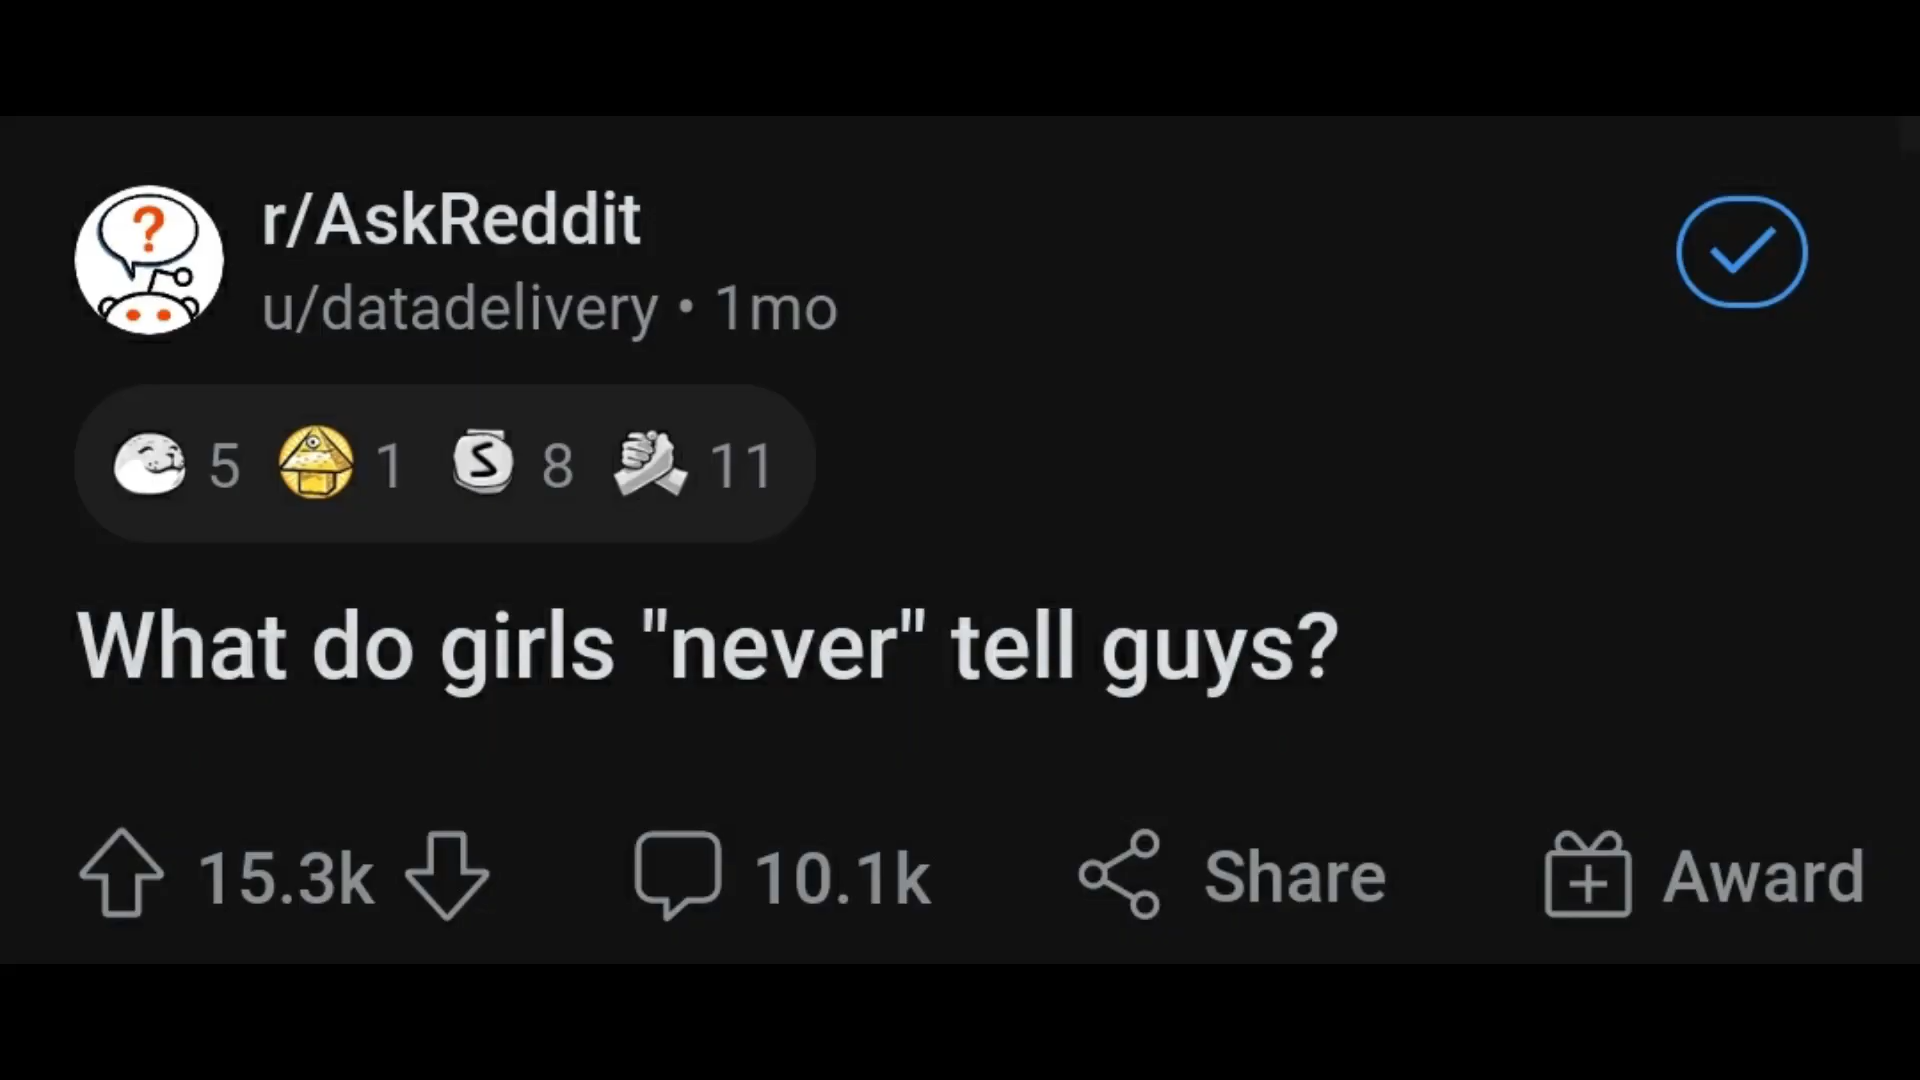 r/AskReddit
u/datadelivery • 1mo
5 1 S 8 11
What do girls "never" tell guys?
15.3k 10.1k Share Award